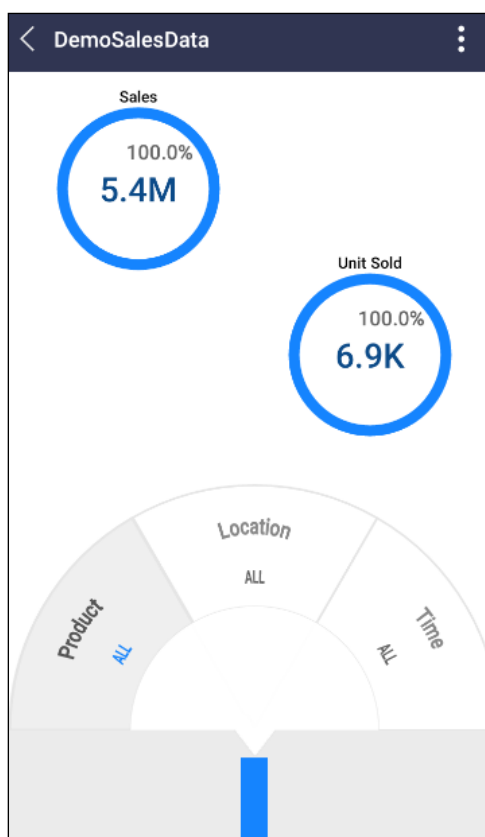 DemoSalesData
Sales
100.0%
5.4M
Unit Sold
100.0%
6.9K
Location
ALL
Product
ALL
Time
ALL